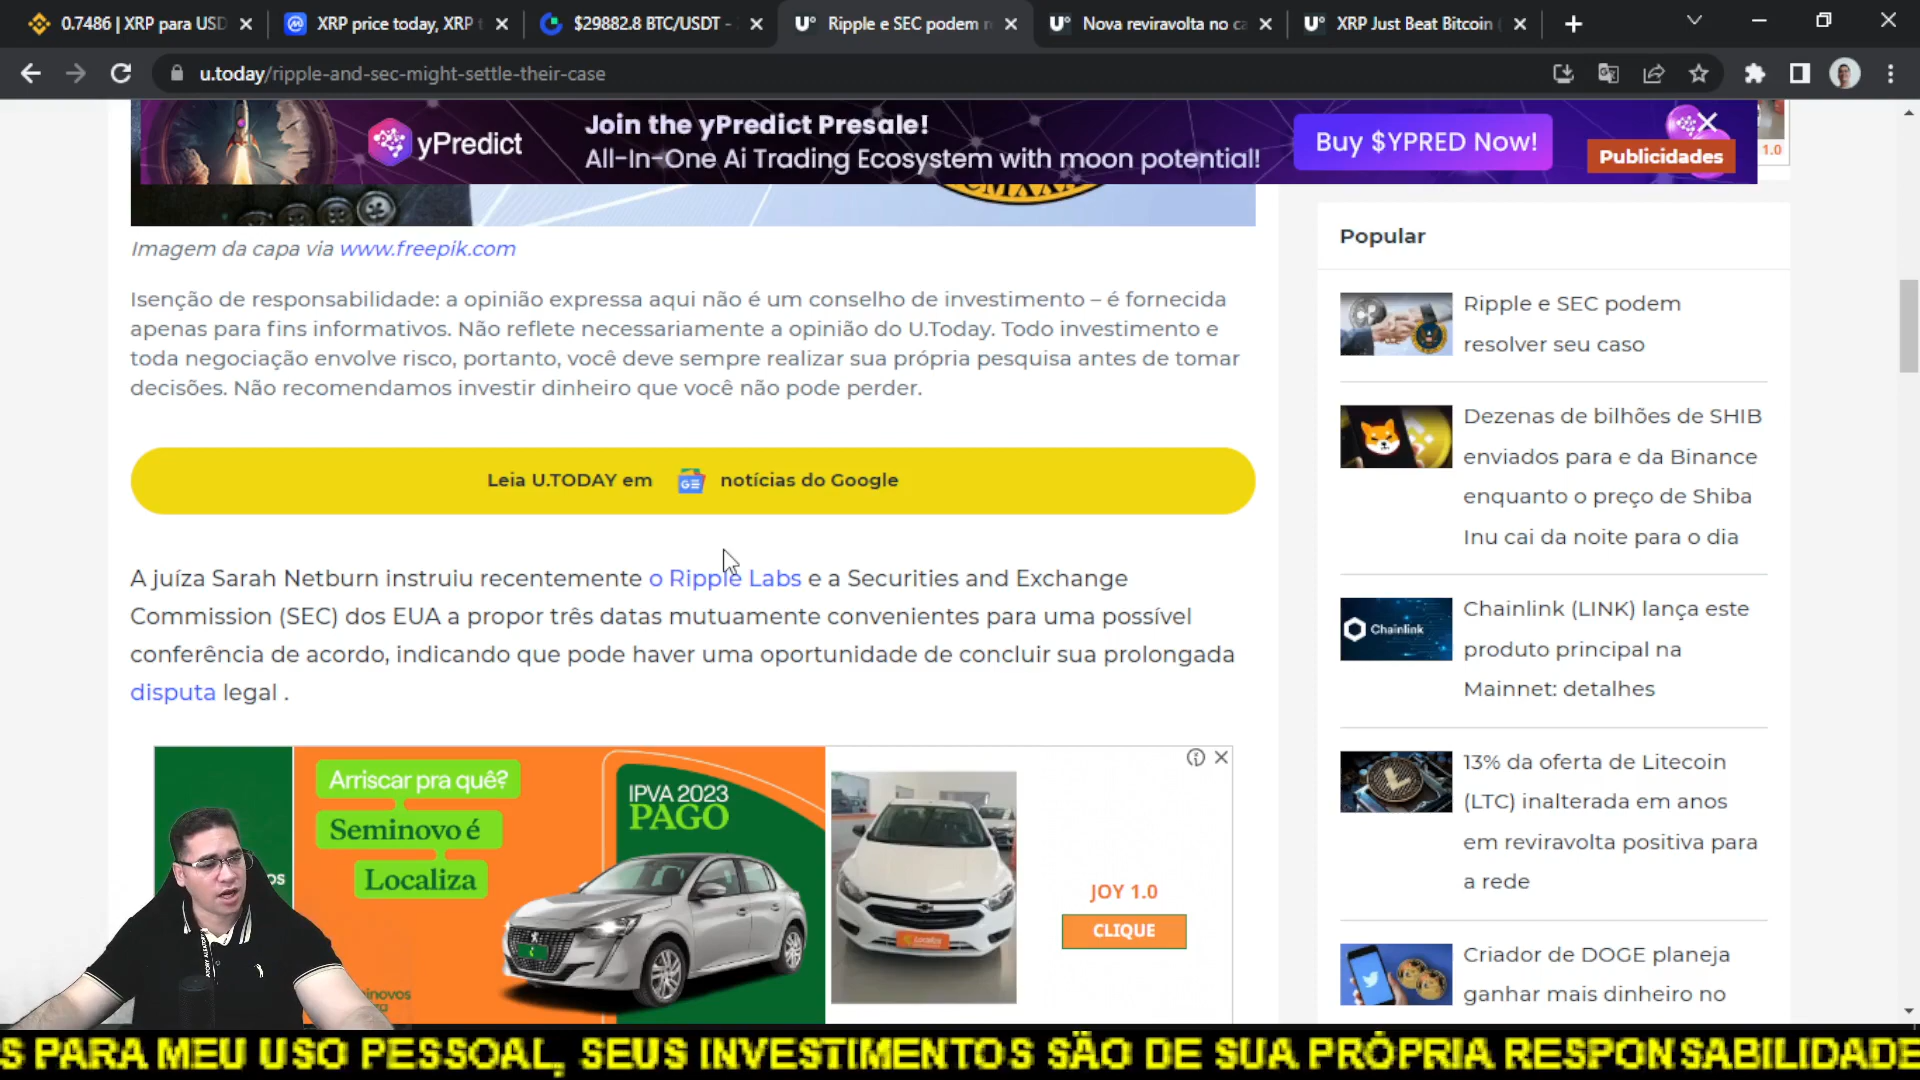 0.7486 | XRP para USD
XRP price today, XRP t
$29882.8 BTC/USDT -
Ripple e SEC podem r
Nova reviravolta no ca
XRP Just Beat Bitcoin
u.today/ripple-and-sec-might-settle-their-case
yPredict
Join the yPredict Presale!
All-In-One Ai Trading Ecosystem with moon potential!
Buy $YPRED Now!
Publicidades
1.0
Imagem da capa via www.freepik.com
Isenção de responsabilidade: a opinião expressa aqui não é um conselho de investimento – é fornecida
apenas para fins informativos. Não reflete necessariamente a opinião do U.Today. Todo investimento e
toda negociação envolve risco, portanto, você deve sempre realizar sua própria pesquisa antes de tomar
decisões. Não recomendamos investir dinheiro que você não pode perder.
Leia U.TODAY em GE notícias do Google
A juíza Sarah Netburn instruiu recentemente o Ripple Labs e a Securities and Exchange
Commission (SEC) dos EUA a propor três datas mutuamente convenientes para uma possível
conferência de acordo, indicando que pode haver uma oportunidade de concluir sua prolongada
disputa legal .
Arriscar pra quê?
Seminovo é
Localiza
IPVA 2023
PAGO
JOY 1.0
CLIQUE
Popular
Ripple e SEC podem
resolver seu caso
Dezenas de bilhões de SHIB
enviados para e da Binance
enquanto o preço de Shiba
Inu cai da noite para o dia
Chainlink
Chainlink (LINK) lança este
produto principal na
Mainnet: detalhes
13% da oferta de Litecoin
(LTC) inalterada em anos
em reviravolta positiva para
a rede
Criador de DOGE planeja
ganhar mais dinheiro no
S PARA MEU USO PESSOAL, SEUS INVESTIMENTOS SÃO DE SUA PRÓPRIA RESPONSABILIDADE